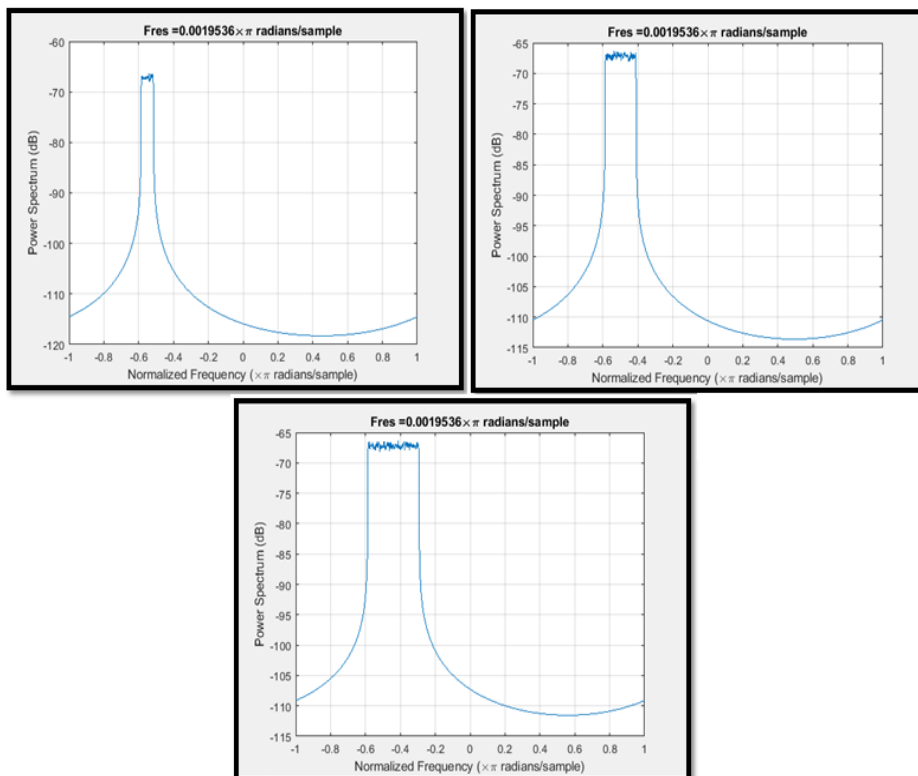 Fres =0.0019536×π radians/sample
-60
-70
-80
-90
-100
-110
-120
Power Spectrum (dB)
-1 -0.8 -0.6 -0.4 -0.2 0 0.2 0.4 0.6 0.8 1
Normalized Frequency (×π radians/sample)
Fres =0.0019536×π radians/sample
-65
-70
-75
-80
-85
-90
-95
-100
-105
-110
-115
Power Spectrum (dB)
-1 -0.8 -0.6 -0.4 -0.2 0 0.2 0.4 0.6 0.8 1
Normalized Frequency (×π radians/sample)
Fres =0.0019536×π radians/sample
-65
-70
-75
-80
-85
-90
-95
-100
-105
-110
-115
Power Spectrum (dB)
-1 -0.8 -0.6 -0.4 -0.2 0 0.2 0.4 0.6 0.8 1
Normalized Frequency (×π radians/sample)